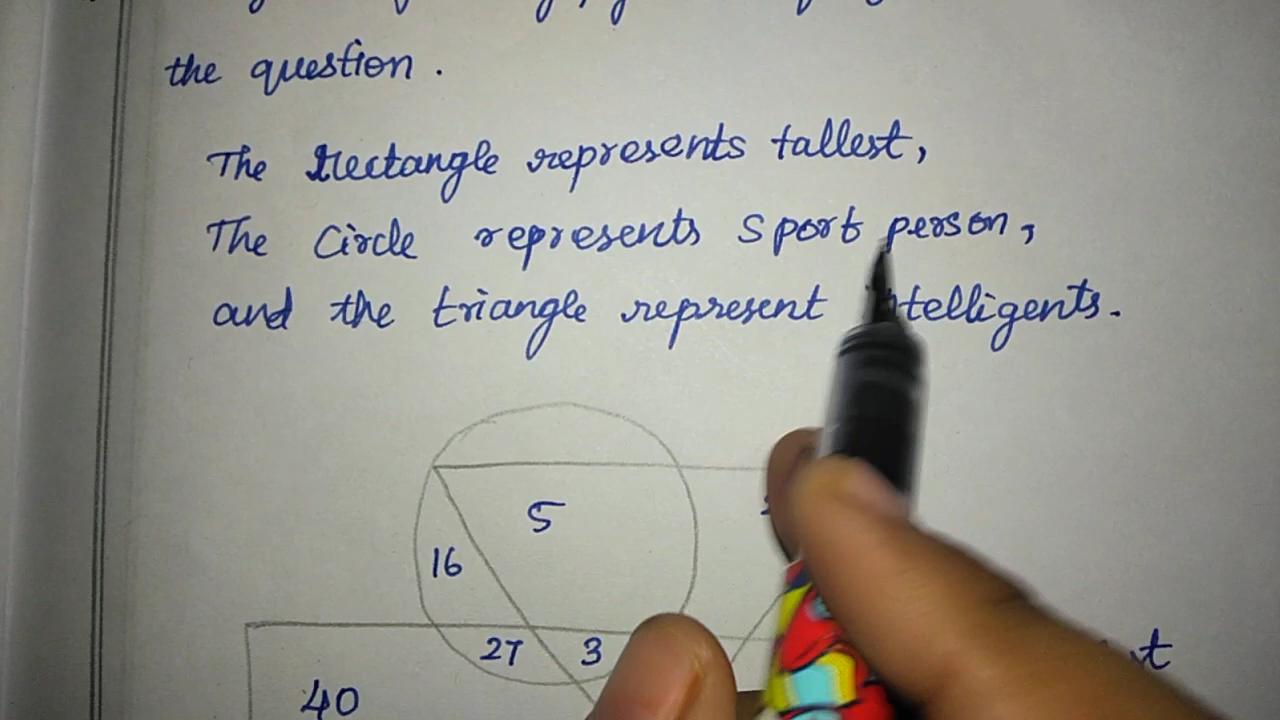 the question.
The Rectangle represents tallest,
The Circle represents Sport person,
and the triangle represent intelligents.
5
16
27 3
40